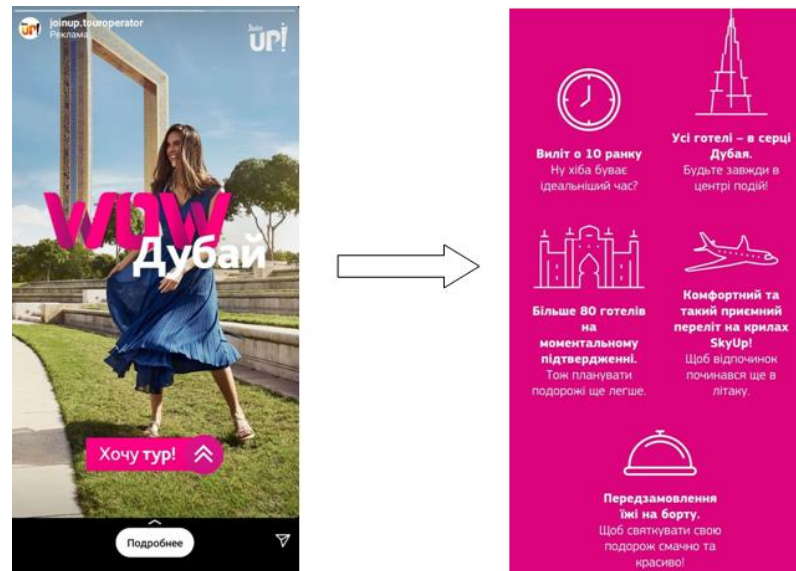 joinup.touroperator
Реклама
Join
UP!
WOW
Дубай
Хочу тур!
Подробнее
Виліт о 10 ранку
Ну хіба буває
ідеальніший час?
Усі готелі – в серці
Дубая.
Будьте завжди в
центрі подій!
Більше 80 готелів
на
моментальному
підтвердженні.
Тож планувати
подорожі ще легше.
Комфортний та
такий приємний
переліт на крилах
SkyUp!
Щоб відпочинок
починався ще в
літаку.
Передзамовлення
їжі на борту.
Щоб святкувати свою
подорож смачно та
красиво!